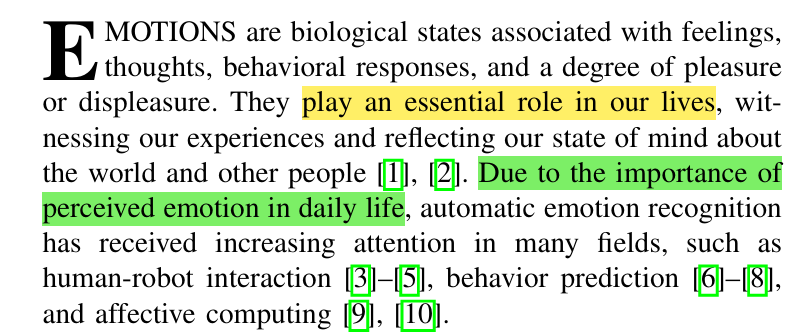 EMOTIONS are biological states associated with feelings,
thoughts, behavioral responses, and a degree of pleasure
or displeasure. They play an essential role in our lives, wit-
nessing our experiences and reflecting our state of mind about
the world and other people [1], [2]. Due to the importance of
perceived emotion in daily life, automatic emotion recognition
has received increasing attention in many fields, such as
human-robot interaction [3]–[5], behavior prediction [6]–[8],
and affective computing [9], [10].